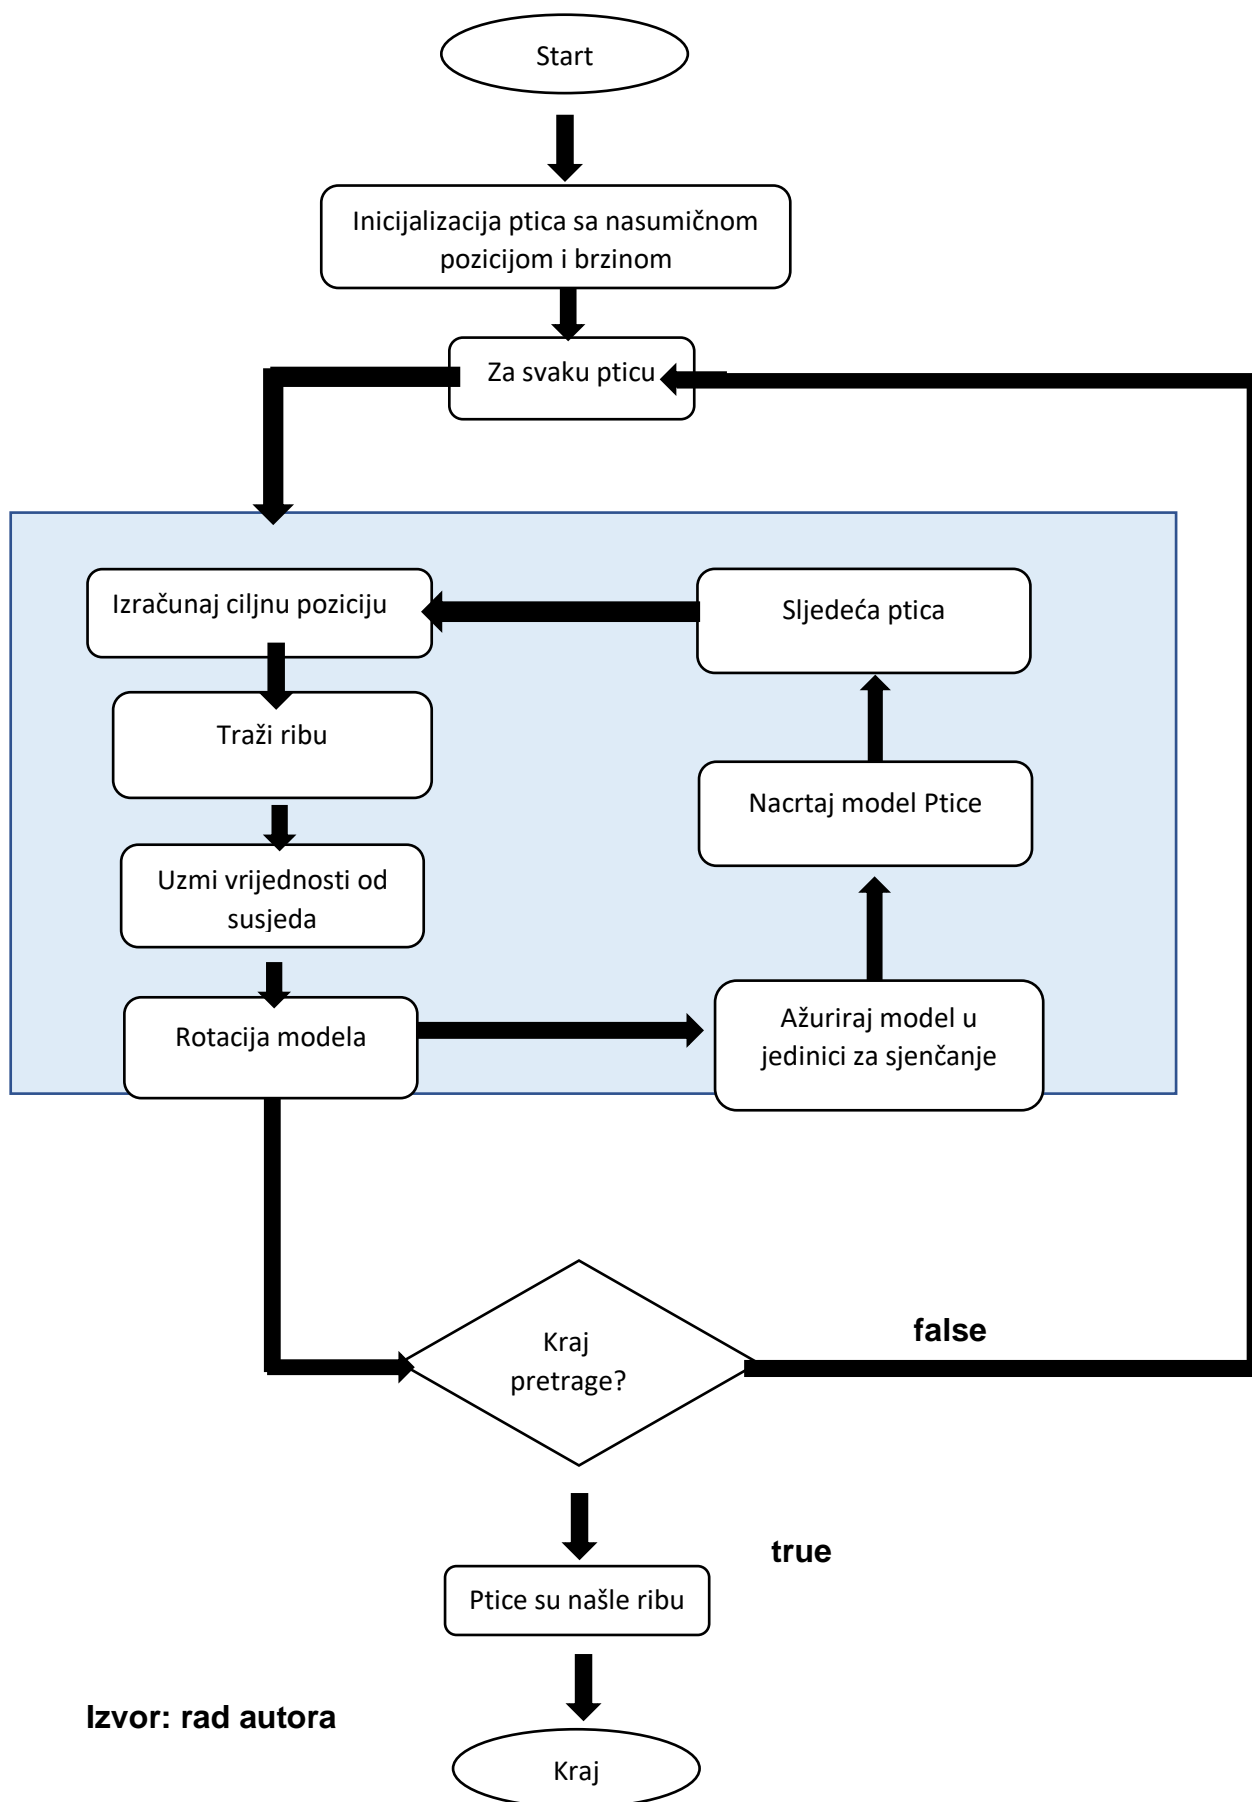 Start
Inicijalizacija ptica sa nasumičnom
pozicijom i brzinom
Za svaku pticu
Izračunaj ciljnu poziciju
Sljedeća ptica
Traži ribu
Nacrtaj model Ptice
Uzmi vrijednosti od
susjeda
Rotacija modela
Ažuriraj model u
jedinici za sjenčanje
Kraj
pretrage?
false
true
Ptice su našle ribu
Izvor: rad autora
Kraj